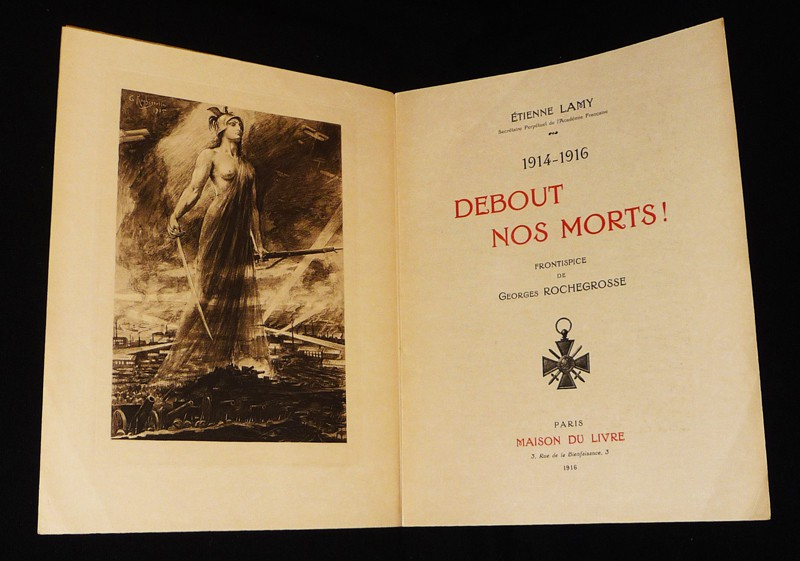 ÉTIENNE LAMY
Secrétaire Perpétuel de l'Académie Française
1914-1916
DEBOUT
NOS MORTS !
FRONTISPICE
DE
GEORGES ROCHEGROSSE
PARIS
MAISON DU LIVRE
3, Rue de la Bienfaisance, 3
1916